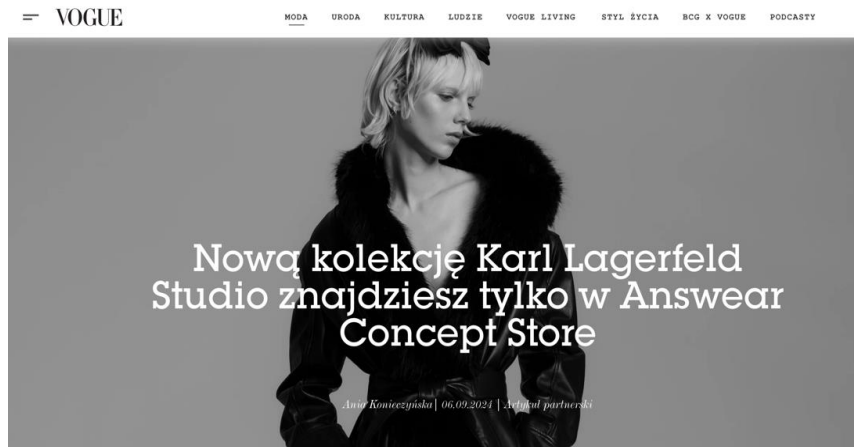 VOGUE
MODA URODA KULTURA LUDZIE VOGUE LIVING STYL ŻYCIA BCG X VOGUE PODCASTY
Nową kolekcję Karl Lagerfeld
Studio znajdziesz tylko w Answear
Concept Store
Ania Konieczyńska | 06.09.2024 | Artykuł partnerski